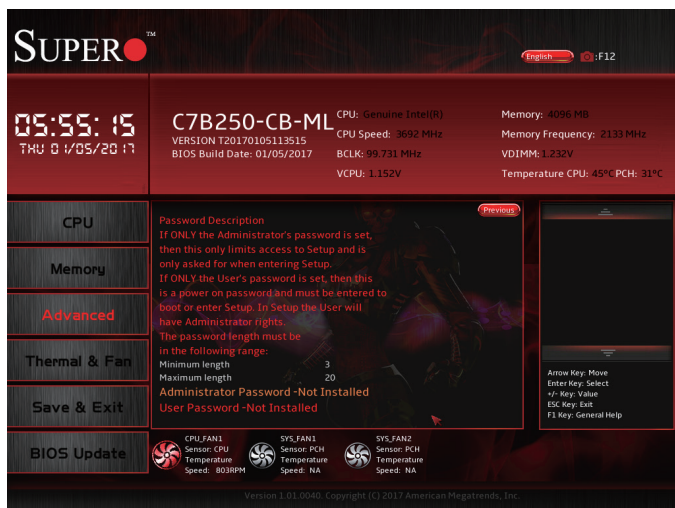 SUPER
TM
English
:F12
05:55:15
THU 01/05/2017
C7B250-CB-ML
VERSION T20170105113515
BIOS Build Date: 01/05/2017
CPU: Genuine Intel(R)
CPU Speed: 3692 MHz
BCLK: 99.731 MHz
VCPU: 1.152V
Memory: 4096 MB
Memory Frequency: 2133 MHz
VDIMM: 1.232V
Temperature CPU: 45°C PCH: 31°C
CPU
Memory
Advanced
Thermal & Fan
Save & Exit
BIOS Update
Previous
Password Description
If ONLY the Administrator's password is set,
then this only limits access to Setup and is
only asked for when entering Setup.
If ONLY the User's password is set, then this
is a power on password and must be entered to
boot or enter Setup. In Setup the User will
have Administrator rights.
The password length must be
in the following range:
Minimum length 3
Maximum length 20
Administrator Password -Not Installed
User Password -Not Installed
Arrow Key: Move
Enter Key: Select
+/- Key: Value
ESC Key: Exit
F1 Key: General Help
CPU_FAN1
Sensor: CPU
Temperature
Speed: 803RPM
SYS_FAN1
Sensor: PCH
Temperature
Speed: NA
SYS_FAN2
Sensor: PCH
Temperature
Speed: NA
Version 1.01.0040. Copyright (C) 2017 American Megatrends, Inc.